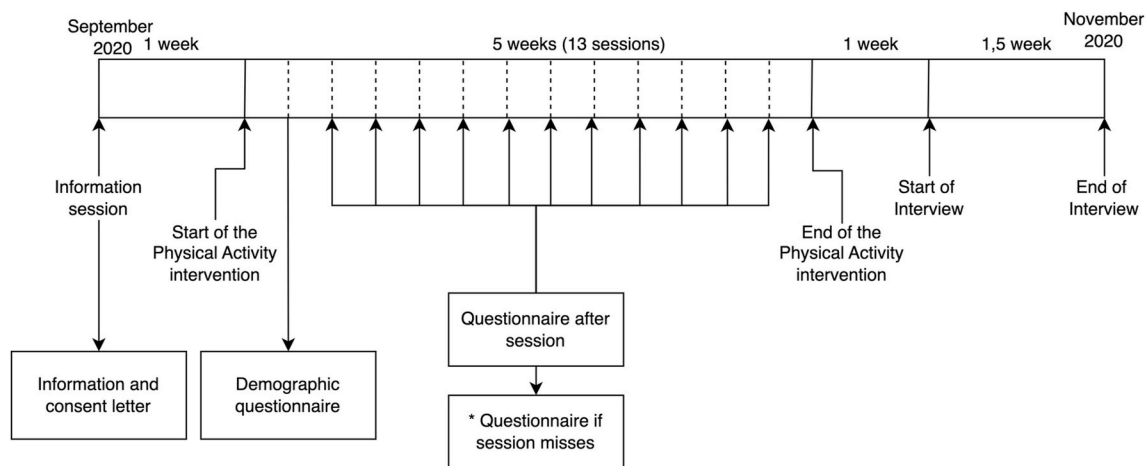 September
2020
1 week
5 weeks (13 sessions)
1 week
1,5 week
November
2020
Information
session
Start of the
Physical Activity
intervention
End of the
Physical Activity
intervention
Start of
Interview
End of
Interview
Information and
consent letter
Demographic
questionnaire
Questionnaire after
session
* Questionnaire if
session misses